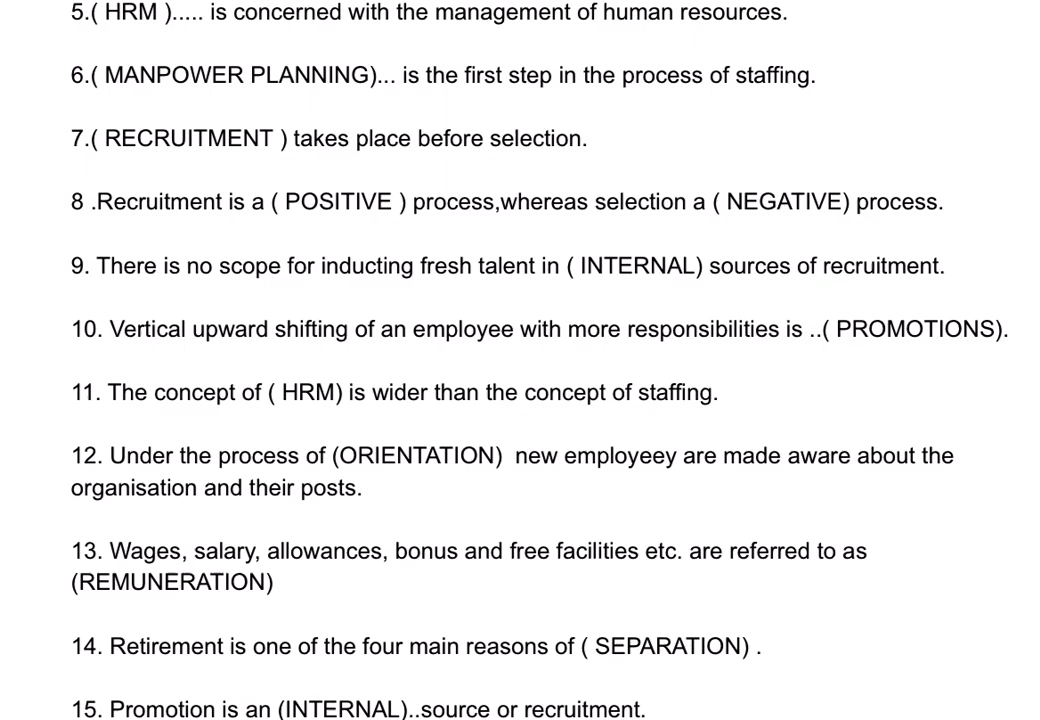 5.( HRM )..... is concerned with the management of human resources.
6.( MANPOWER PLANNING)... is the first step in the process of staffing.
7.( RECRUITMENT ) takes place before selection.
8 .Recruitment is a ( POSITIVE ) process,whereas selection a ( NEGATIVE) process.
9. There is no scope for inducting fresh talent in ( INTERNAL) sources of recruitment.
10. Vertical upward shifting of an employee with more responsibilities is ..( PROMOTIONS).
11. The concept of ( HRM) is wider than the concept of staffing.
12. Under the process of (ORIENTATION)  new employeey are made aware about the
organisation and their posts.
13. Wages, salary, allowances, bonus and free facilities etc. are referred to as
(REMUNERATION)
14. Retirement is one of the four main reasons of ( SEPARATION) .
15. Promotion is an (INTERNAL)..source or recruitment.